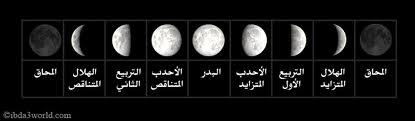 المحاق
الهلال
المتزايد
التربيع
الأول
الأحدب
المتزايد
البدر
الأحدب
المتناقص
التربيع
الثاني
الهلال
المتناقص
المحاق
©ibda3world.com